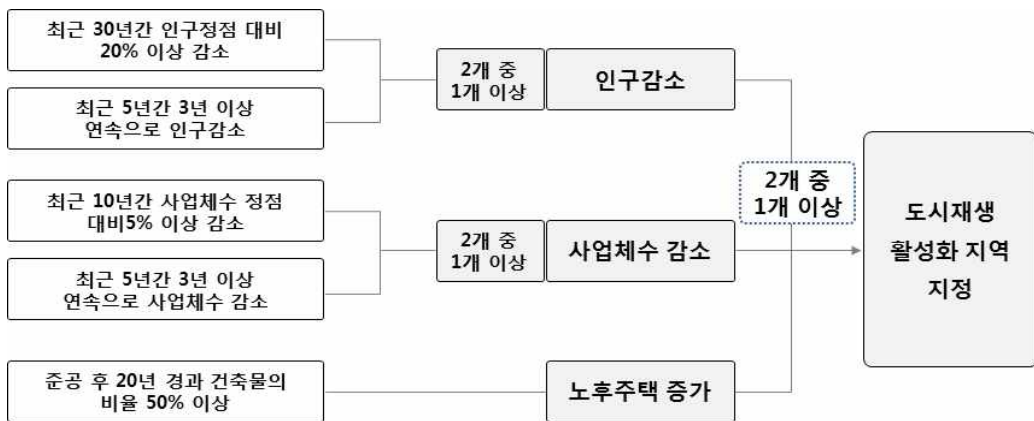 최근 30년간 인구정점 대비
20% 이상 감소
최근 5년간 3년 이상
연속으로 인구감소
2개 중
1개 이상
인구감소
최근 10년간 사업체수 정점
대비5% 이상 감소
최근 5년간 3년 이상
연속으로 사업체수 감소
2개 중
1개 이상
사업체수 감소
준공 후 20년 경과 건축물의
비율 50% 이상
노후주택 증가
2개 중
1개 이상
도시재생
활성화 지역
지정